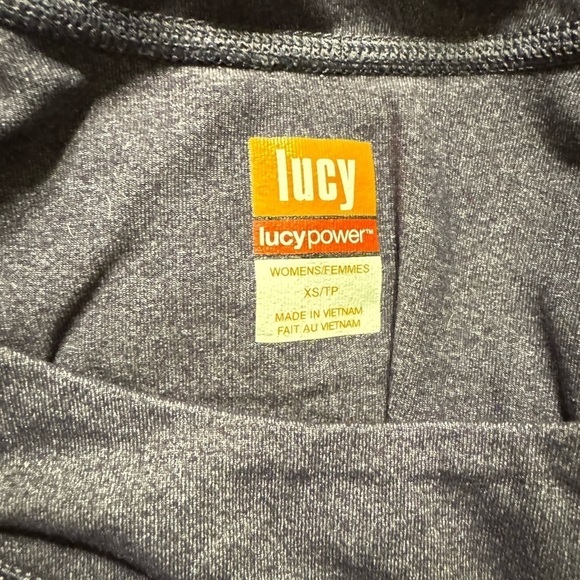 lucy
lucypower™
WOMENS/FEMMES
XS/TP
MADE IN VIETNAM
FAIT AU VIETNAM